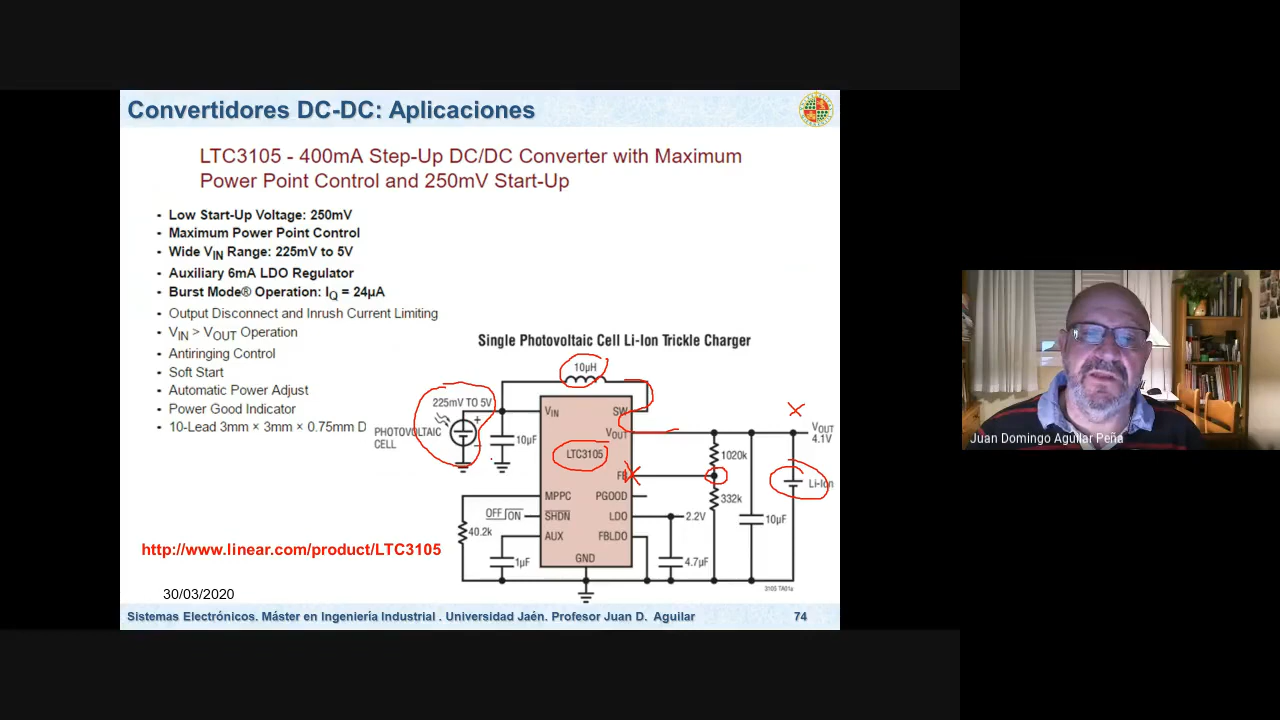 Convertidores DC-DC: Aplicaciones
LTC3105 - 400mA Step-Up DC/DC Converter with Maximum
Power Point Control and 250mV Start-Up
Low Start-Up Voltage: 250mV
Maximum Power Point Control
Wide VIN Range: 225mV to 5V
Auxiliary 6mA LDO Regulator
Burst Mode® Operation: IQ = 24µA
Output Disconnect and Inrush Current Limiting
VIN > VOUT Operation
Antiringing Control
Soft Start
Automatic Power Adjust
Power Good Indicator
10-Lead 3mm × 3mm × 0.75mm D
Single Photovoltaic Cell Li-Ion Trickle Charger
10µH
225mV TO 5V
VIN
SW
VOUT
VOUT
4.1V
PHOTOVOLTAIC
CELL
10µF
LTC3105
1020k
FB
Li-Ion
332k
MPPC
PGOOD
OFF ON
SHDN
LDO
2.2V
10µF
40.2k
AUX
FBLDO
1µF
GND
4.7µF
3105 TA01a
http://www.linear.com/product/LTC3105
30/03/2020
Sistemas Electrónicos. Máster en Ingeniería Industrial . Universidad Jaén. Profesor Juan D. Aguilar
74
Juan Domingo Aguilar Peña